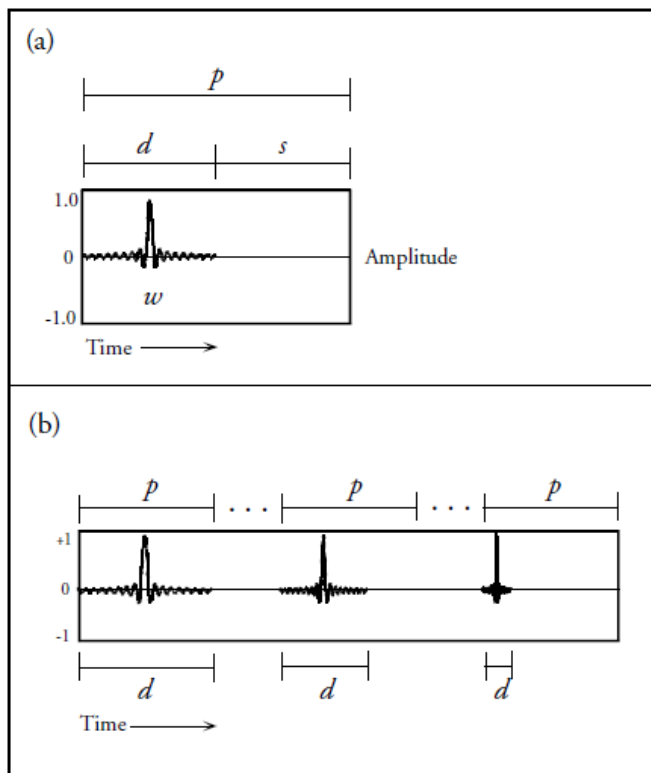 (a)
p
d s
1.0
0 Amplitude
w
-1.0
Time
(b)
p . . . p . . . p
+1
0
-1
d d d
Time